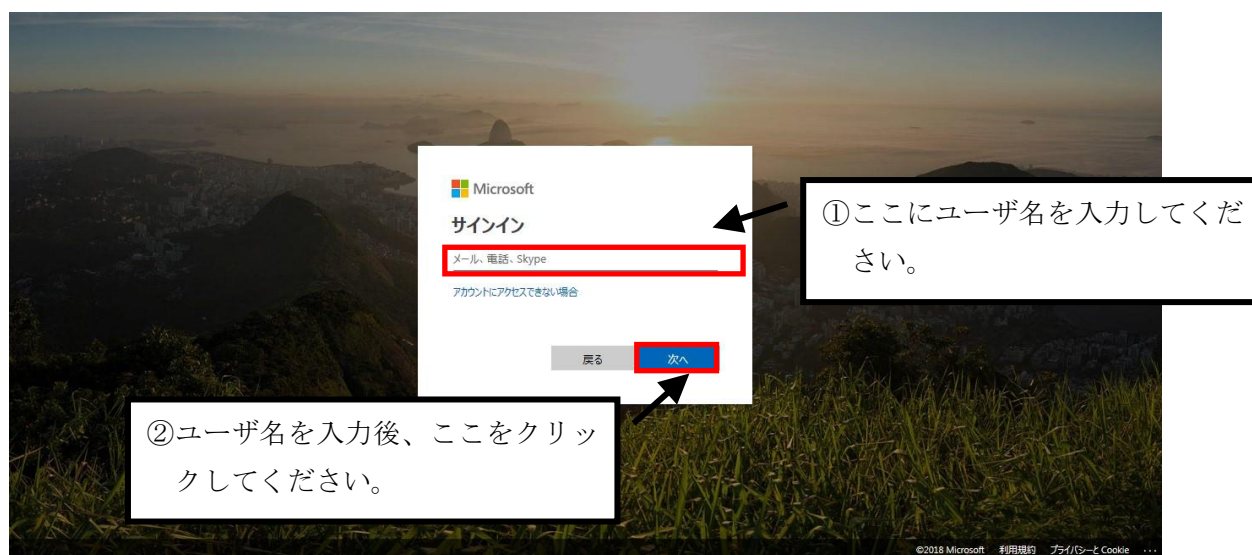 Microsoft
サインイン
メール、電話、Skype
アカウントにアクセスできない場合
戻る
次へ
①ここにユーザ名を入力してくだ
さい。
②ユーザ名を入力後、ここをクリッ
クしてください。
©2018 Microsoft 利用規約 プライバシーと Cookie ...